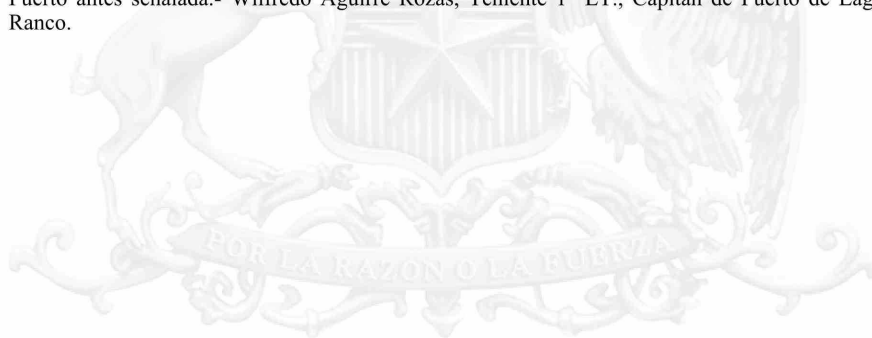 Puerto antes señalada.- Wilfredo Aguirre Rozas, Teniente 1° LT., Capitán de Puerto de Lago
Ranco.
POR LA RAZÓN O LA FUERZA